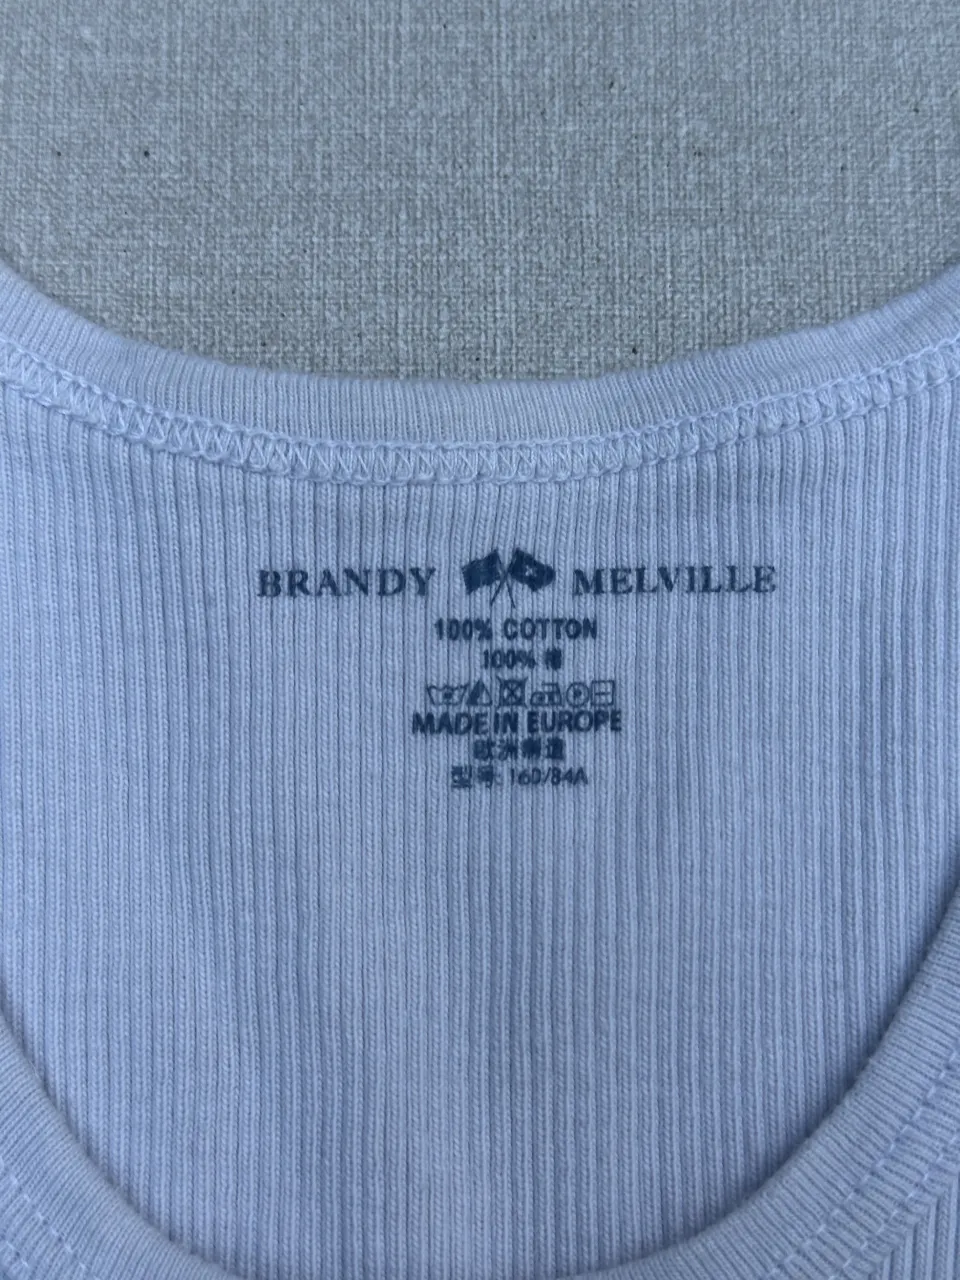 BRANDY MELVILLE
100% COTTON
100% 棉
MADE IN EUROPE
欧洲制造
型号: 160/84A